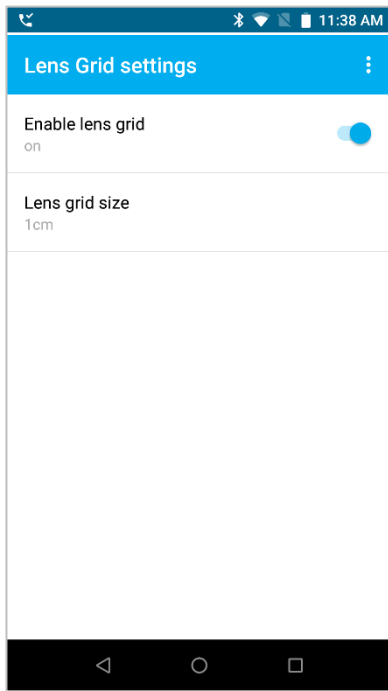 11:38 AM
Lens Grid settings
Enable lens grid
on
Lens grid size
1cm